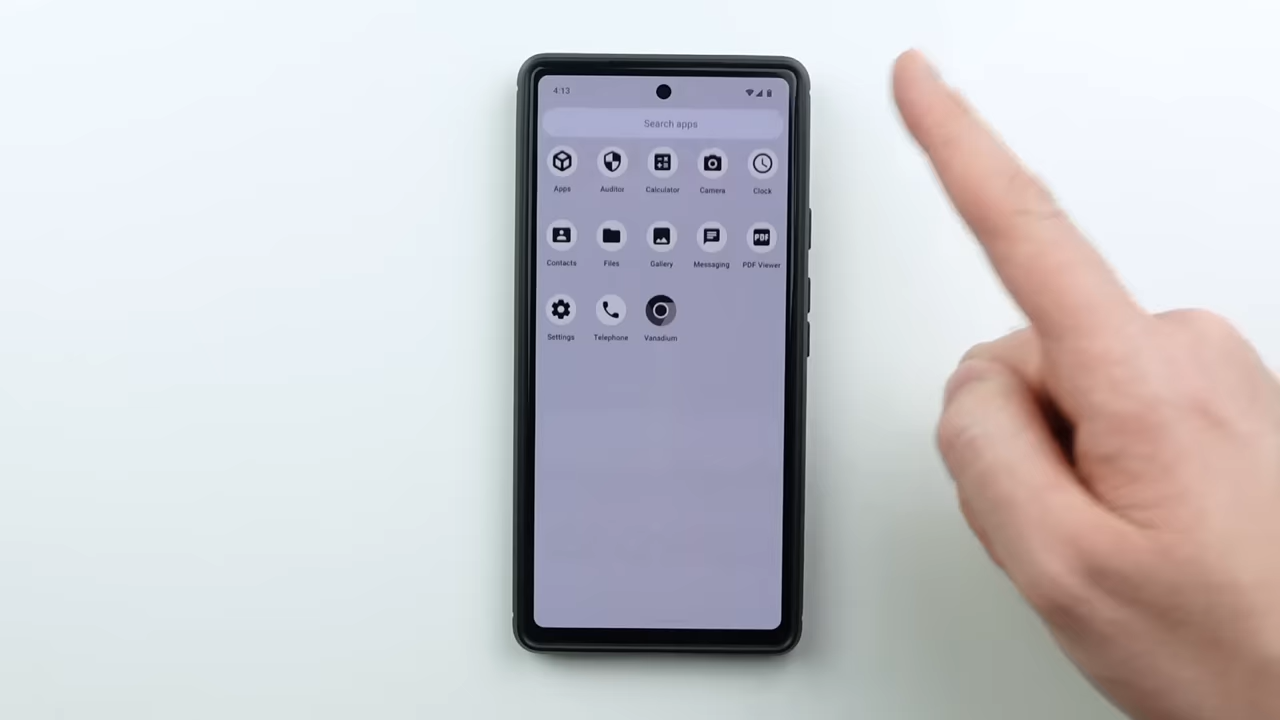 4:13
Search apps
Apps Auditor Calculator Camera Clock
Contacts Files Gallery Messaging PDF Viewer
PDF
Settings Telephone Vanadium